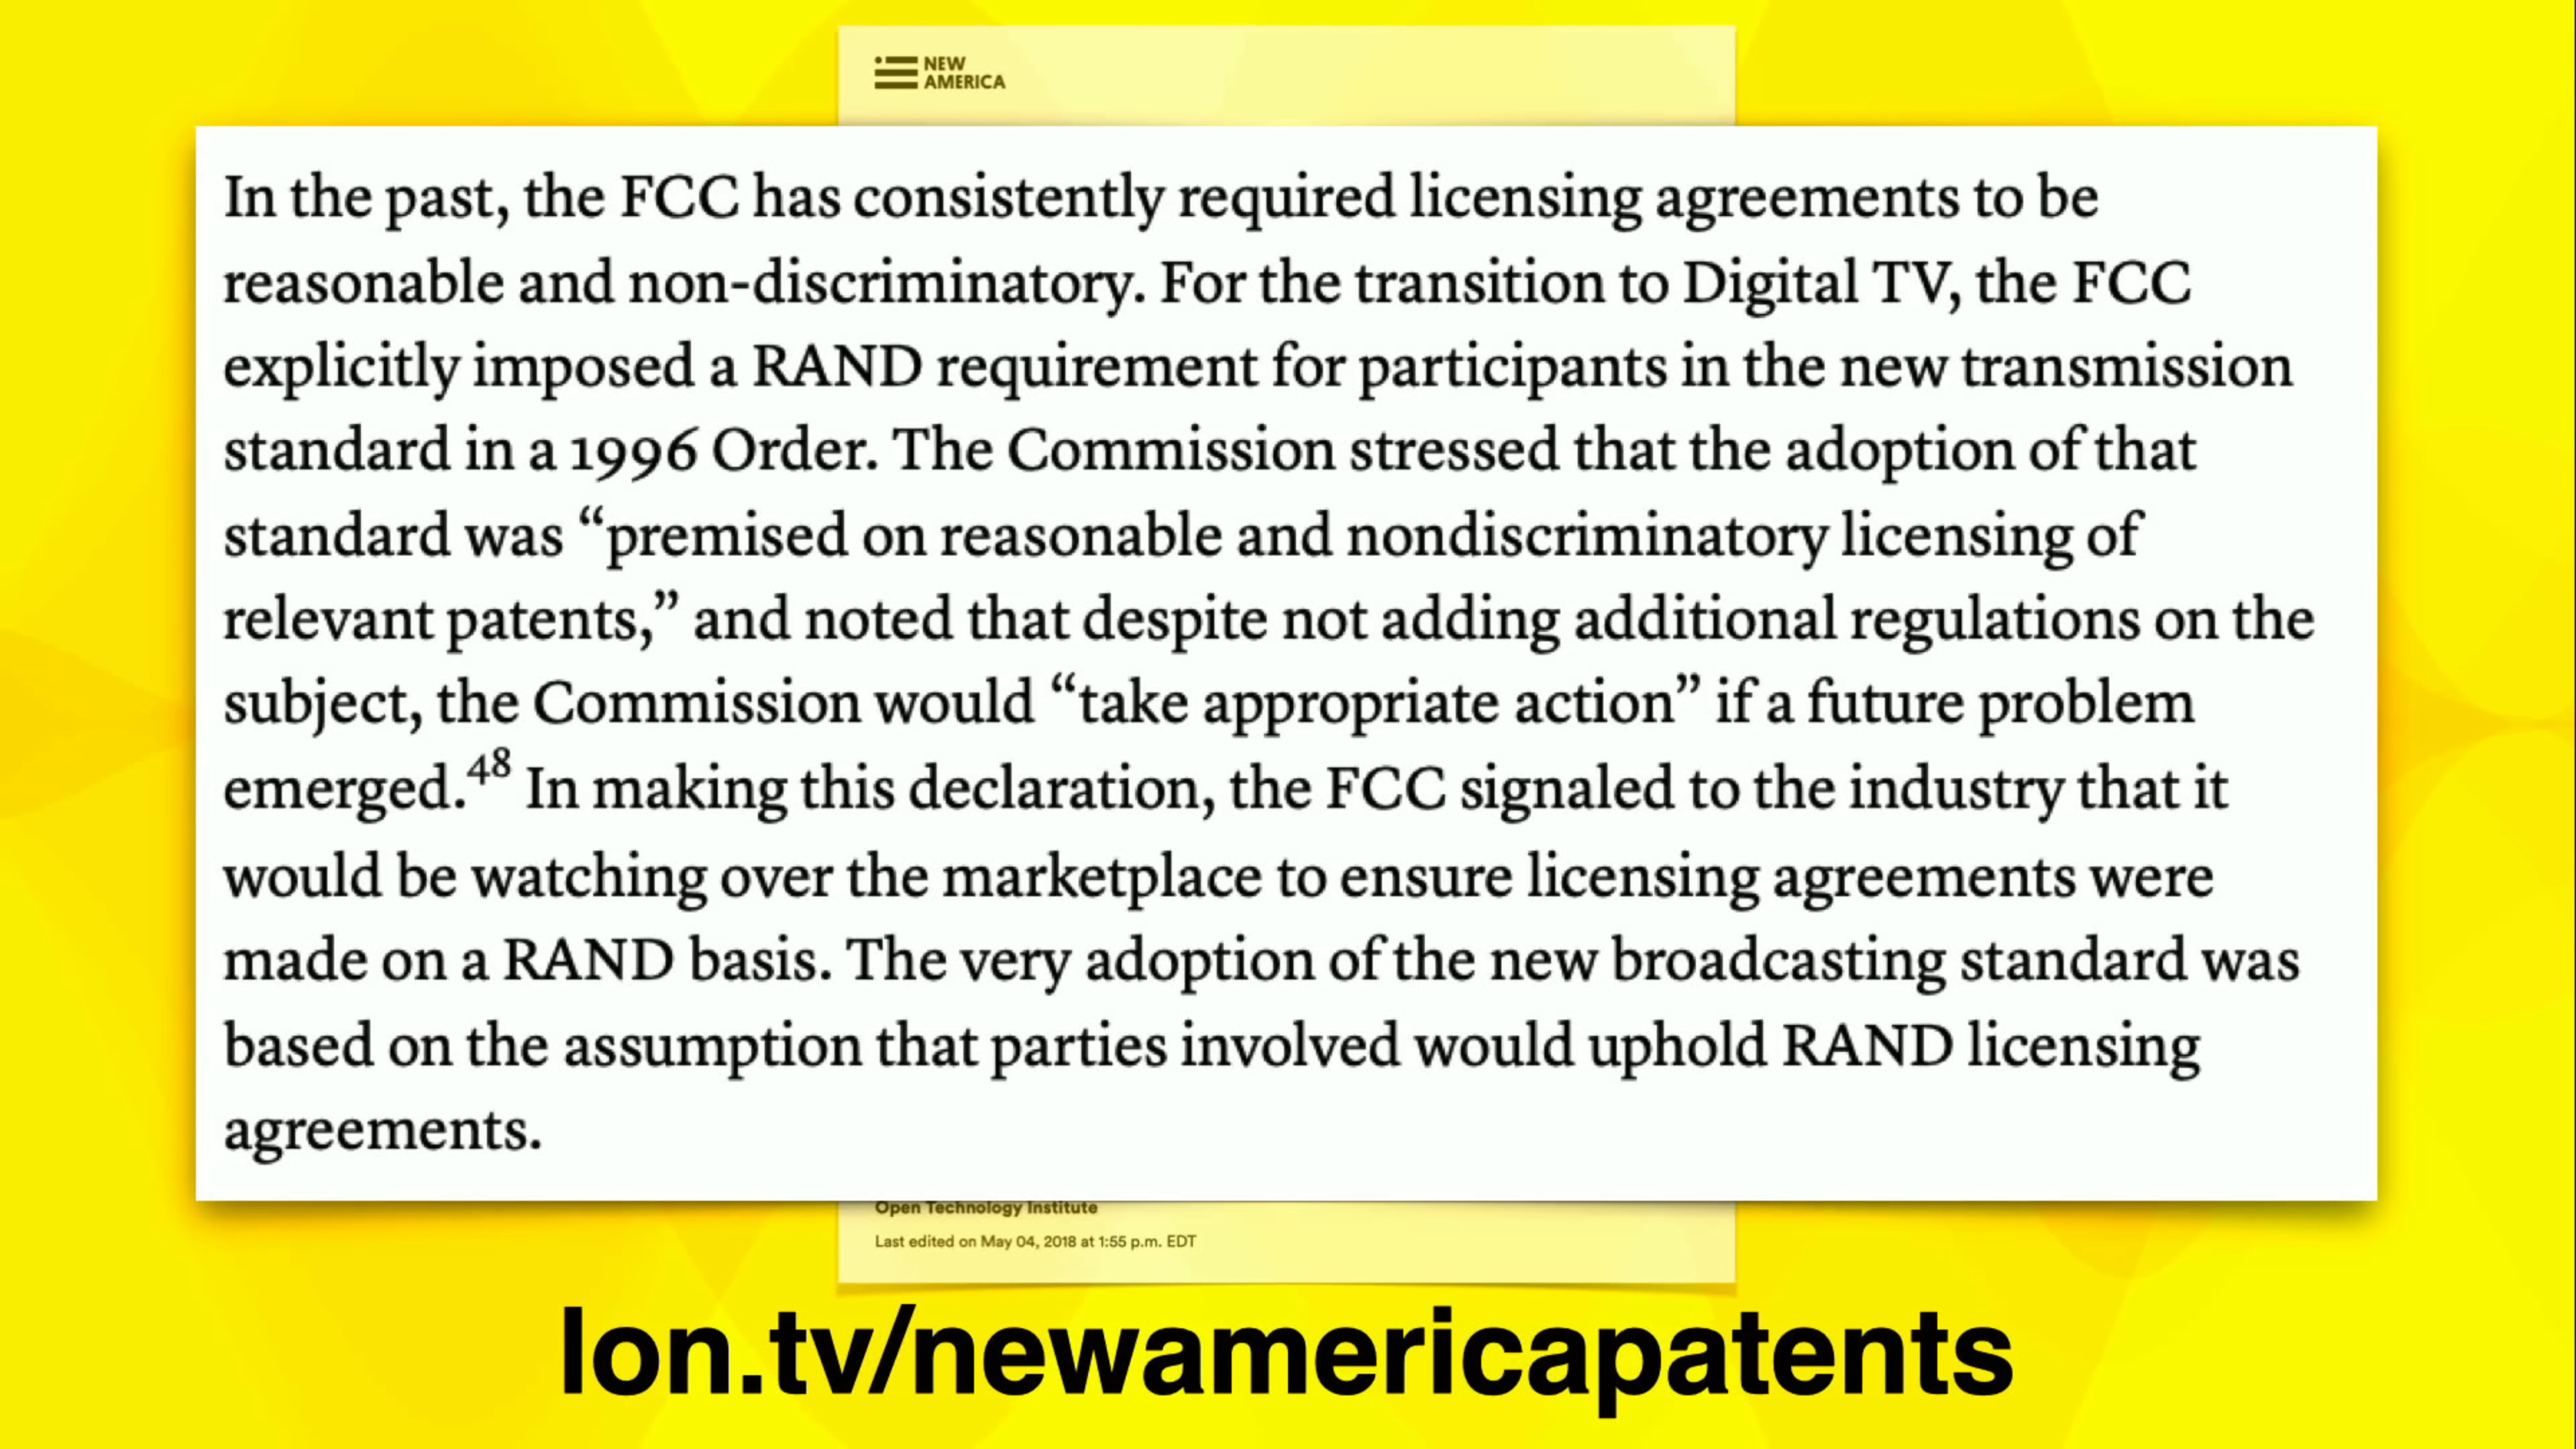 NEW
AMERICA
In the past, the FCC has consistently required licensing agreements to be
reasonable and non-discriminatory. For the transition to Digital TV, the FCC
explicitly imposed a RAND requirement for participants in the new transmission
standard in a 1996 Order. The Commission stressed that the adoption of that
standard was “premised on reasonable and nondiscriminatory licensing of
relevant patents,” and noted that despite not adding additional regulations on the
subject, the Commission would “take appropriate action” if a future problem
emerged.⁴⁸ In making this declaration, the FCC signaled to the industry that it
would be watching over the marketplace to ensure licensing agreements were
made on a RAND basis. The very adoption of the new broadcasting standard was
based on the assumption that parties involved would uphold RAND licensing
agreements.
Open Technology Institute
Last edited on May 04, 2018 at 1:55 p.m. EDT
lon.tv/newamericapatents